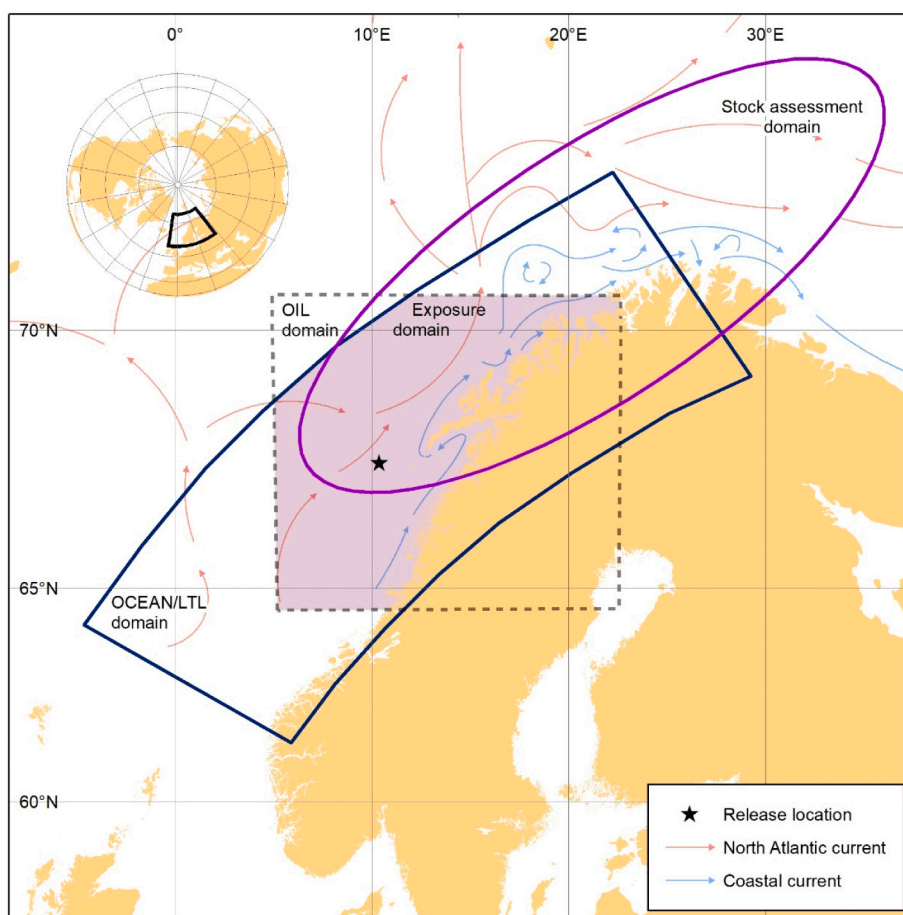 0° 10°E 20°E 30°E
Stock assessment
domain
70°N
OIL
domain
Exposure
domain
65°N
OCEAN/LTL
domain
60°N
Release location
North Atlantic current
Coastal current